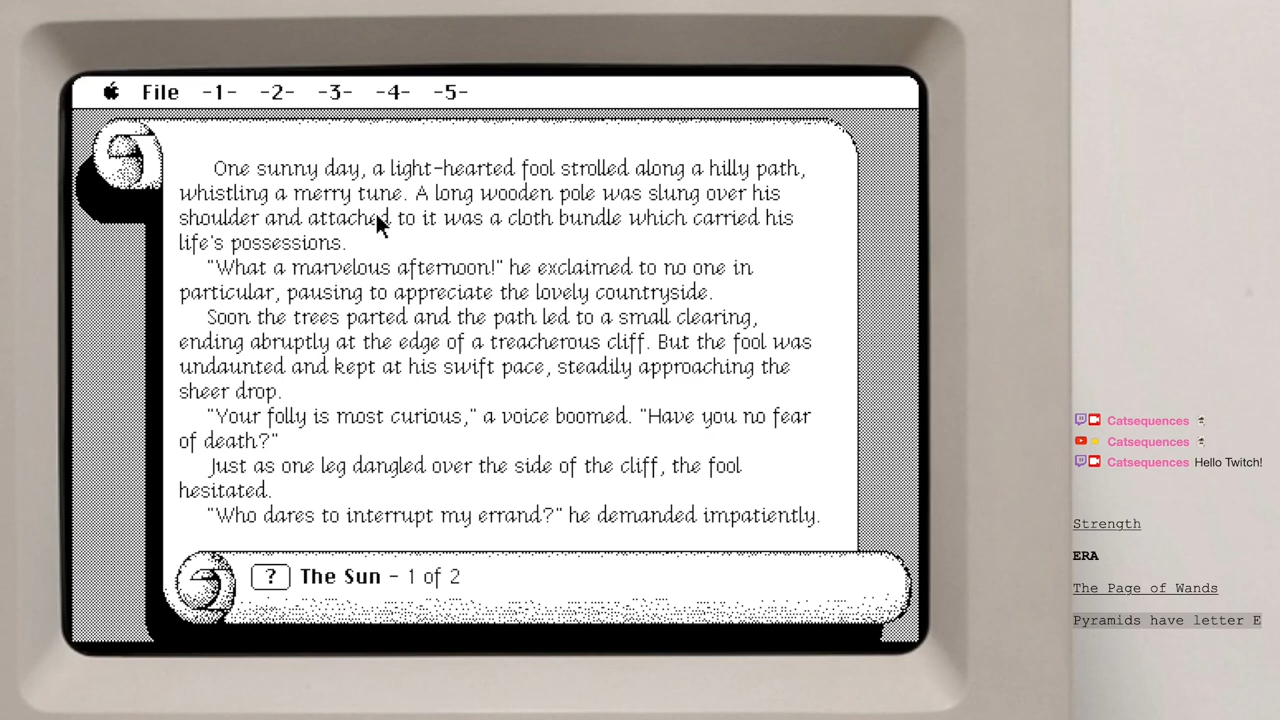 File -1- -2- -3- -4- -5-
One sunny day, a light-hearted fool strolled along a hilly path,
whistling a merry tune. A long wooden pole was slung over his
shoulder and attached to it was a cloth bundle which carried his
life's possessions.
"What a marvelous afternoon!" he exclaimed to no one in
particular, pausing to appreciate the lovely countryside.
Soon the trees parted and the path led to a small clearing,
ending abruptly at the edge of a treacherous cliff. But the fool was
undaunted and kept at his swift pace, steadily approaching the
sheer drop.
"Your folly is most curious," a voice boomed. "Have you no fear
of death?"
Just as one leg dangled over the side of the cliff, the fool
hesitated.
"Who dares to interrupt my errand?" he demanded impatiently.
? The Sun - 1 of 2
Catsequences
Catsequences
Catsequences Hello Twitch!
Strength
ERA
The Page of Wands
Pyramids have letter E